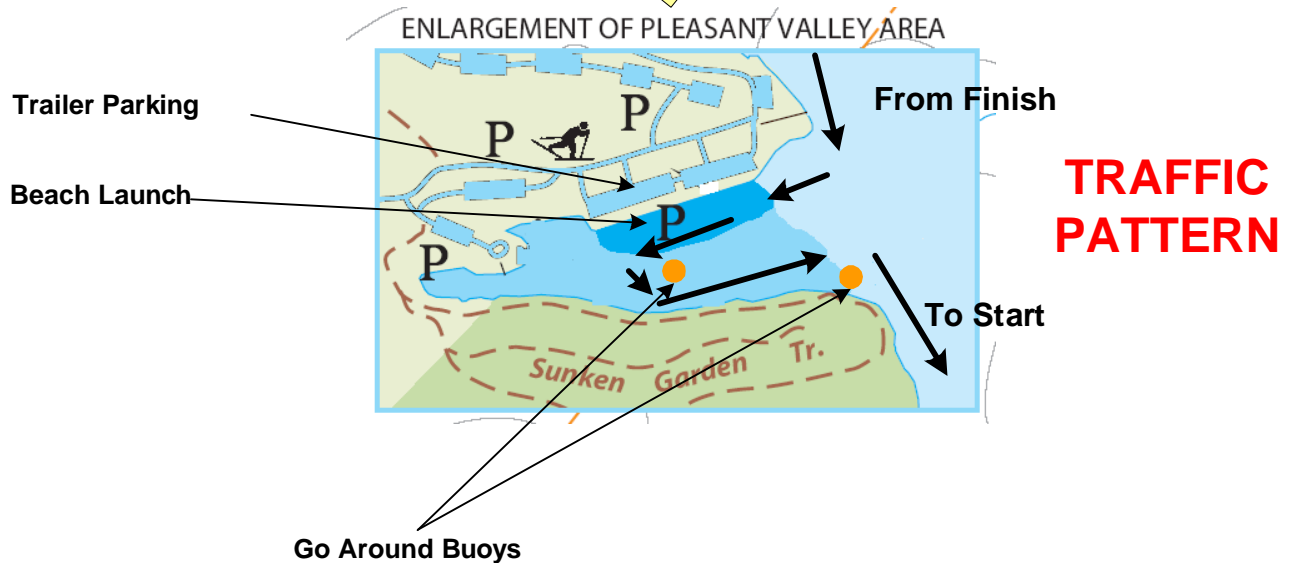 ENLARGEMENT OF PLEASANT VALLEY AREA
From Finish
Trailer Parking
P
P
TRAFFIC
PATTERN
Beach Launch
P
P
To Start
Sunken Garden Tr.
Go Around Buoys